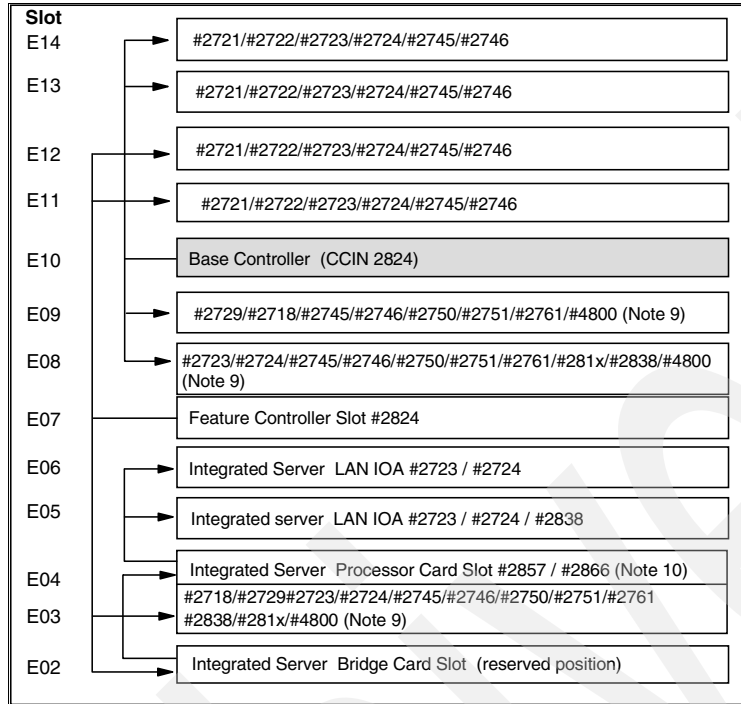 Slot
E14 #2721/#2722/#2723/#2724/#2745/#2746
E13 #2721/#2722/#2723/#2724/#2745/#2746
E12 #2721/#2722/#2723/#2724/#2745/#2746
E11 #2721/#2722/#2723/#2724/#2745/#2746
E10 Base Controller (CCIN 2824)
E09 #2729/#2718/#2745/#2746/#2750/#2751/#2761/#4800 (Note 9)
E08 #2723/#2724/#2745/#2746/#2750/#2751/#2761/#281x/#2838/#4800
(Note 9)
E07 Feature Controller Slot #2824
E06 Integrated Server LAN IOA #2723 / #2724
E05 Integrated server LAN IOA #2723 / #2724 / #2838
E04 Integrated Server Processor Card Slot #2857 / #2866 (Note 10)
E03 #2718/#2729#2723/#2724/#2745/#2746/#2750/#2751/#2761
#2838/#281x/#4800 (Note 9)
E02 Integrated Server Bridge Card Slot (reserved position)